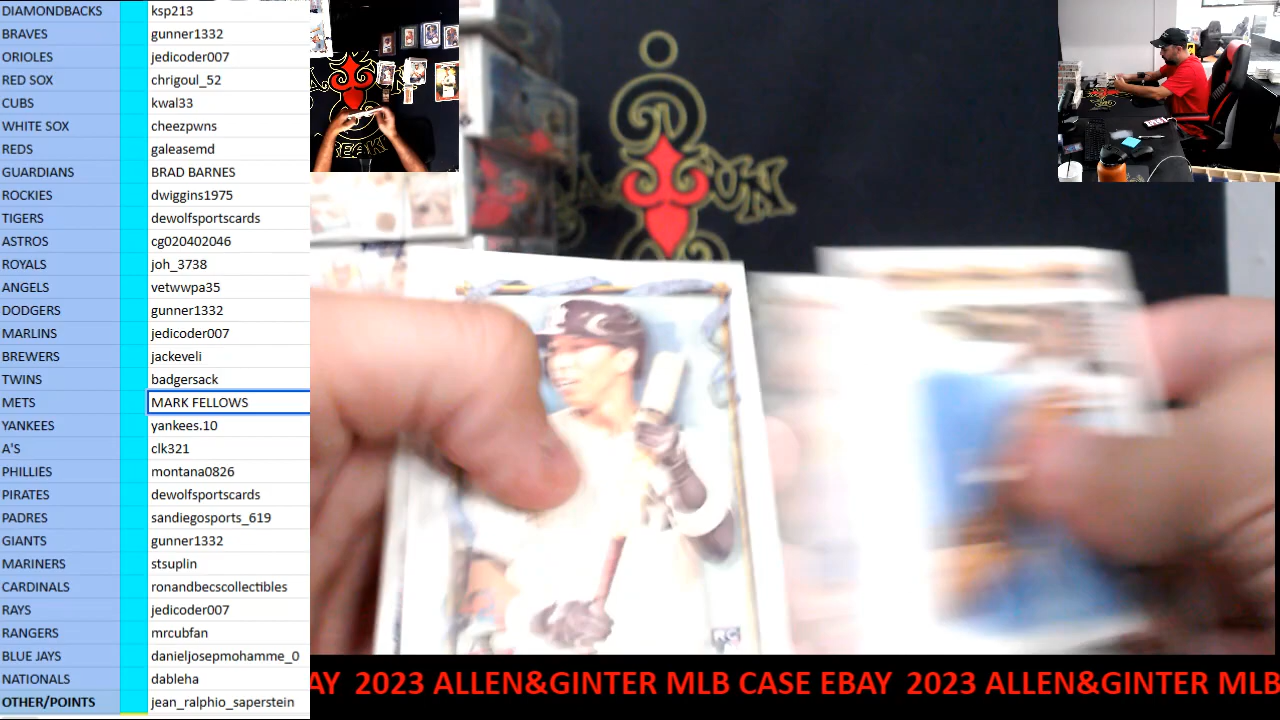 DIAMONDBACKS ksp213
BRAVES gunner1332
ORIOLES jedicoder007
RED SOX chrigoul_52
CUBS kwal33
WHITE SOX cheezpwns
REDS galeasemd
GUARDIANS BRAD BARNES
ROCKIES dwiggins1975
TIGERS dewolfsportscards
ASTROS cg020402046
ROYALS joh_3738
ANGELS vetwwpa35
DODGERS gunner1332
MARLINS jedicoder007
BREWERS jackeveli
TWINS badgersack
METS MARK FELLOWS
YANKEES yankees.10
A'S clk321
PHILLIES montana0826
PIRATES dewolfsportscards
PADRES sandiegosports_619
GIANTS gunner1332
MARINERS stsuplin
CARDINALS ronandbecscollectibles
RAYS jedicoder007
RANGERS mrcubfan
BLUE JAYS danieljosepmohamme_0
NATIONALS dableha
OTHER/POINTS jean_ralphio_saperstein
RC
AY 2023 ALLEN&GINTER MLB CASE EBAY 2023 ALLEN&GINTER MLB